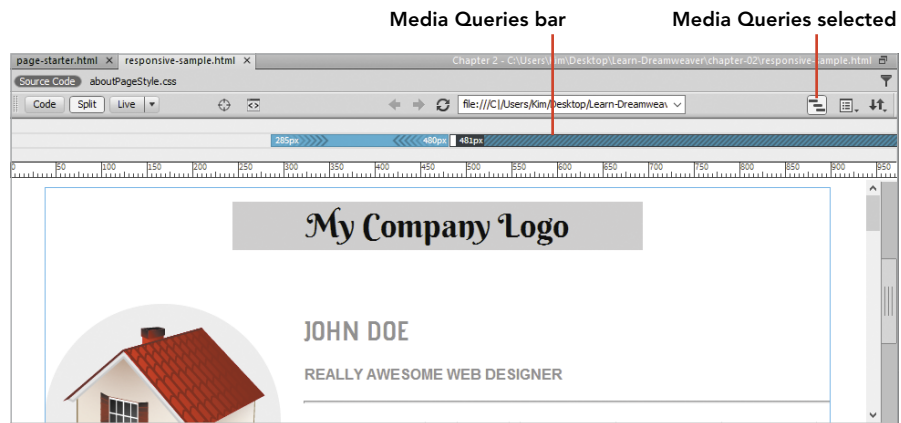 Media Queries bar
Media Queries selected
page-starter.html × responsive-sample.html ×
Chapter 2 - C:\Users\Kim\Desktop\Learn-Dreamweaver\chapter-02\responsive-sample.html
Source Code aboutPageStyle.css
Code Split Live
file:///C|/Users/Kim/Desktop/Learn-Dreamweav
285px 480px 481px
0 50 100 150 200 250 300 350 400 450 500 550 600 650 700 750 800 850 900 950
My Company Logo
JOHN DOE
REALLY AWESOME WEB DESIGNER